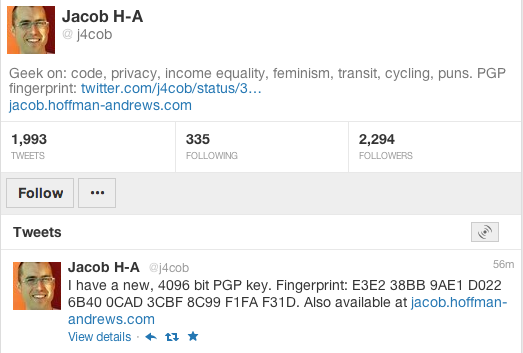 Jacob H-A
@ j4cob
Geek on: code, privacy, income equality, feminism, transit, cycling, puns. PGP
fingerprint: twitter.com/j4cob/status/3…
jacob.hoffman-andrews.com
1,993 335 2,294
TWEETS FOLLOWING FOLLOWERS
Follow •••
Tweets
Jacob H-A @j4cob 56m
I have a new, 4096 bit PGP key. Fingerprint: E3E2 38BB 9AE1 D022
6B40 0CAD 3CBF 8C99 F1FA F31D. Also available at jacob.hoffman-
andrews.com
View details ·